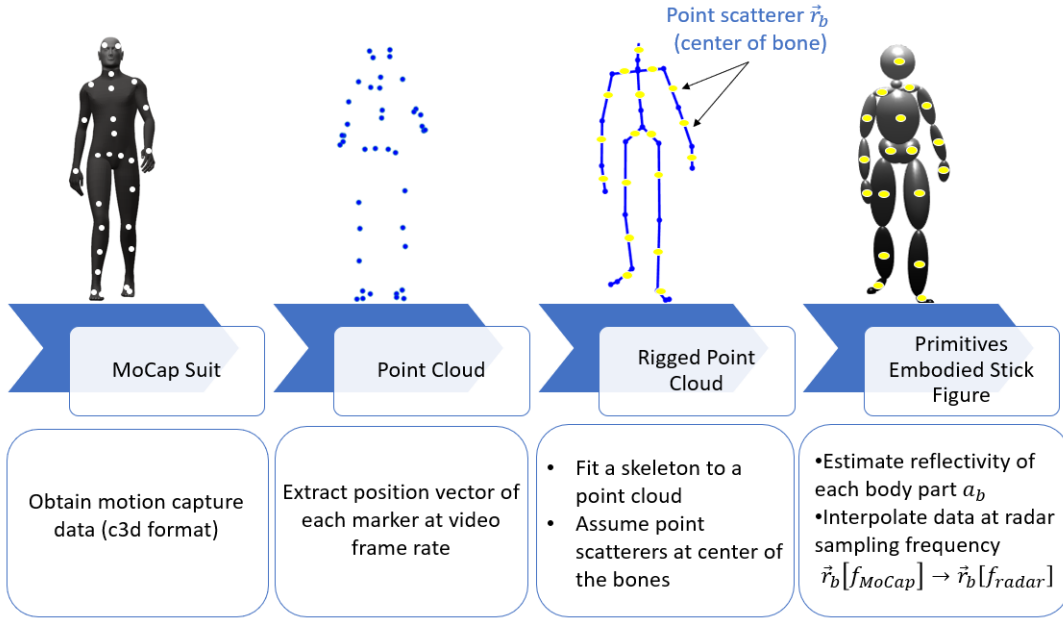 Point scatterer r⃗_b
(center of bone)
MoCap Suit
Point Cloud
Rigged Point
Cloud
Primitives
Embodied Stick
Figure
Obtain motion capture
data (c3d format)
Extract position vector of
each marker at video
frame rate
• Fit a skeleton to a
point cloud
• Assume point
scatterers at center of
the bones
•Estimate reflectivity of
each body part a_b
•Interpolate data at radar
sampling frequency
r⃗_b[f_MoCap] → r⃗_b[f_radar]